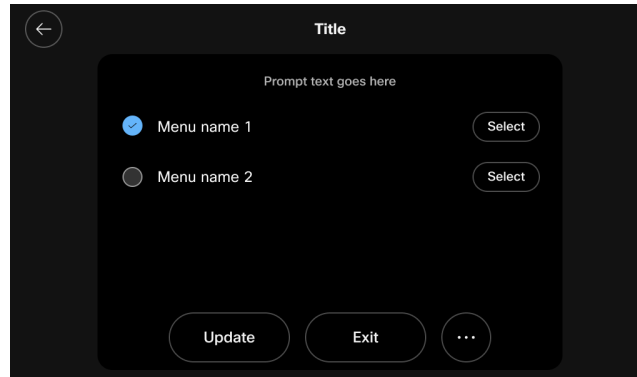 Title
Prompt text goes here
Menu name 1 Select
Menu name 2 Select
Update Exit ...